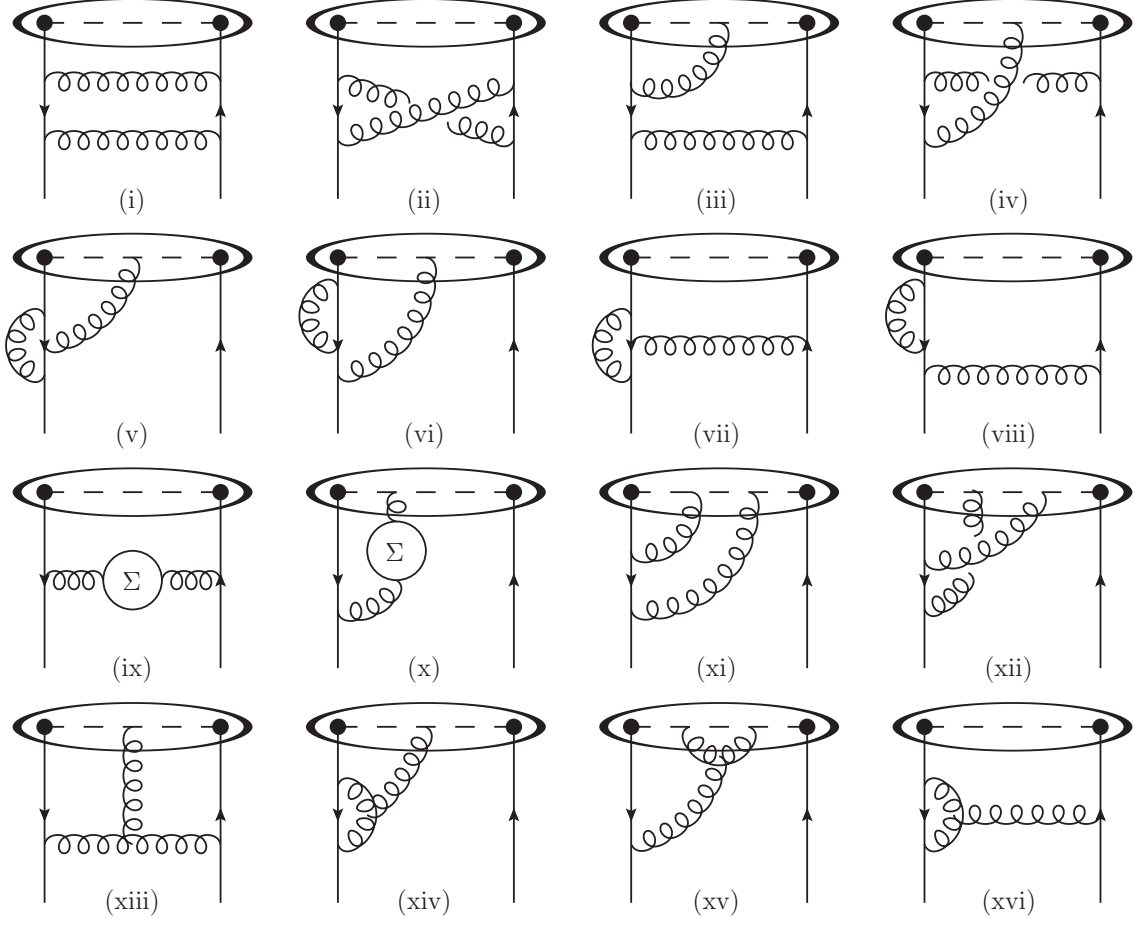 (i) (ii) (iii) (iv)
(v) (vi) (vii) (viii)
Σ Σ
(ix) (x) (xi) (xii)
(xiii) (xiv) (xv) (xvi)